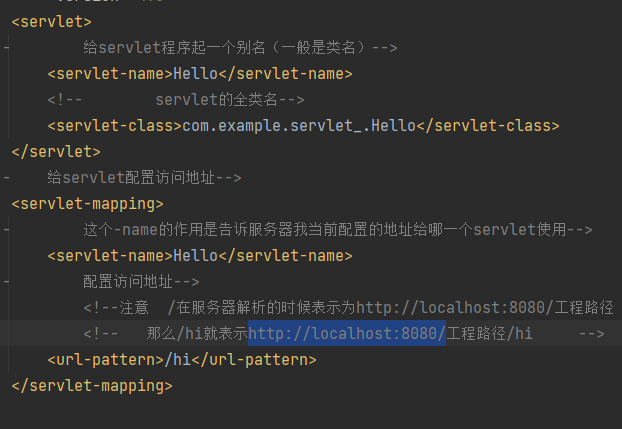 <servlet>
给servlet程序起一个别名（一般是类名）-->
<servlet-name>Hello</servlet-name>
<!--        servlet的全类名-->
<servlet-class>com.example.servlet_.Hello</servlet-class>
</servlet>
给servlet配置访问地址-->
<servlet-mapping>
这个-name的作用是告诉服务器我当前配置的地址给哪一个servlet使用-->
<servlet-name>Hello</servlet-name>
配置访问地址-->
<!--注意  /在服务器解析的时候表示为http://localhost:8080/工程路径
<!--   那么/hi就表示http://localhost:8080/工程路径/hi     -->
<url-pattern>/hi</url-pattern>
</servlet-mapping>